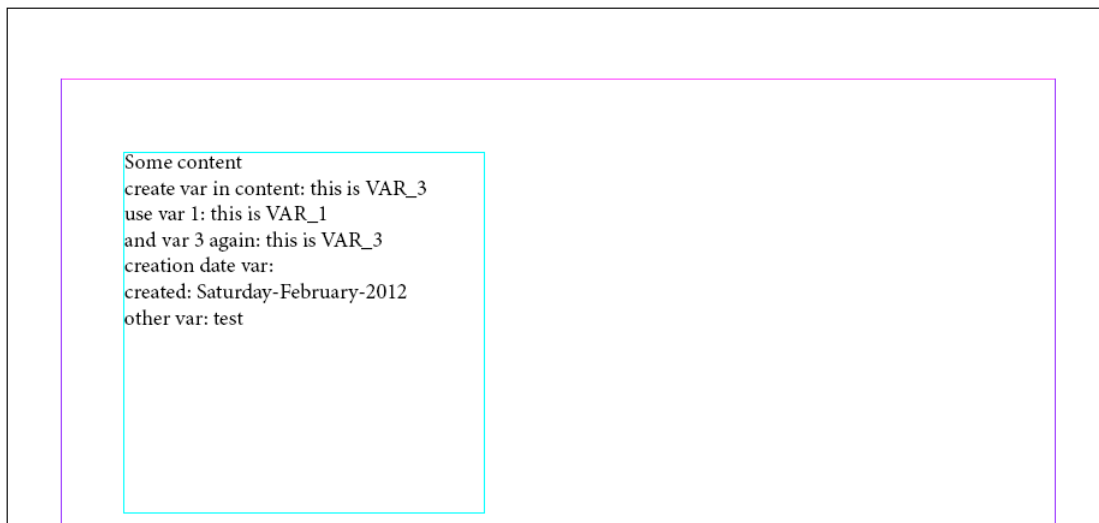 Some content
create var in content: this is VAR_3
use var 1: this is VAR_1
and var 3 again: this is VAR_3
creation date var:
created: Saturday-February-2012
other var: test